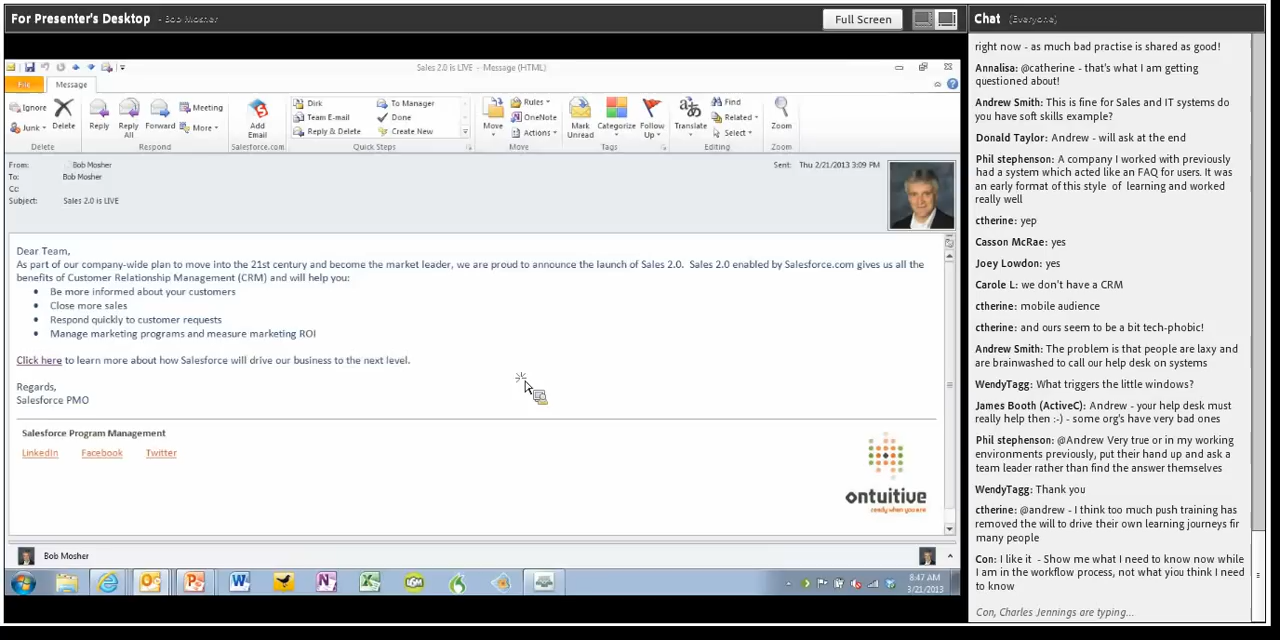 For Presenter's Desktop - Bob Mosher
Full Screen
Sales 2.0 is LIVE - Message (HTML)
File
Message
Ignore
Junk
Delete
Delete
Reply
Reply All
Forward
Meeting
More
Respond
Add Email
Salesforce.com
Dirk
Team E-mail
Reply & Delete
To Manager
Done
Create New
Quick Steps
Move
Rules
OneNote
Actions
Move
Mark Unread
Categorize
Follow Up
Tags
Translate
Find
Related
Select
Editing
Zoom
Zoom
From: Bob Mosher
To: Bob Mosher
Cc:
Subject: Sales 2.0 is LIVE
Sent: Thu 2/21/2013 3:09 PM
Dear Team,
As part of our company-wide plan to move into the 21st century and become the market leader, we are proud to announce the launch of Sales 2.0. Sales 2.0 enabled by Salesforce.com gives us all the
benefits of Customer Relationship Management (CRM) and will help you:
• Be more informed about your customers
• Close more sales
• Respond quickly to customer requests
• Manage marketing programs and measure marketing ROI
Click here to learn more about how Salesforce will drive our business to the next level.
Regards,
Salesforce PMO
Salesforce Program Management
LinkedIn Facebook Twitter
ontuitive
ready when you are
Bob Mosher
8:47 AM
3/21/2013
Chat (Everyone)
right now - as much bad practise is shared as good!
Annalisa: @catherine - that's what I am getting
questioned about!
Andrew Smith: This is fine for Sales and IT systems do
you have soft skills example?
Donald Taylor: Andrew - will ask at the end
Phil stephenson: A company I worked with previously
had a system which acted like an FAQ for users. It was
an early format of this style of learning and worked
really well
ctherine: yep
Casson McRae: yes
Joey Lowdon: yes
Carole L: we don't have a CRM
ctherine: mobile audience
ctherine: and ours seem to be a bit tech-phobic!
Andrew Smith: The problem is that people are laxy and
are brainwashed to call our help desk on systems
WendyTagg: What triggers the little windows?
James Booth (ActiveC): Andrew - your help desk must
really help then :-) - some org's have very bad ones
Phil stephenson: @Andrew Very true or in my working
environments previously, put their hand up and ask a
team leader rather than find the answer themselves
WendyTagg: Thank you
ctherine: @andrew - I think too much push training has
removed the will to drive their own learning journeys fir
many people
Con: I like it - Show me what I need to know now while
I am in the workflow process, not what yiu think I need
to know
Con, Charles Jennings are typing...